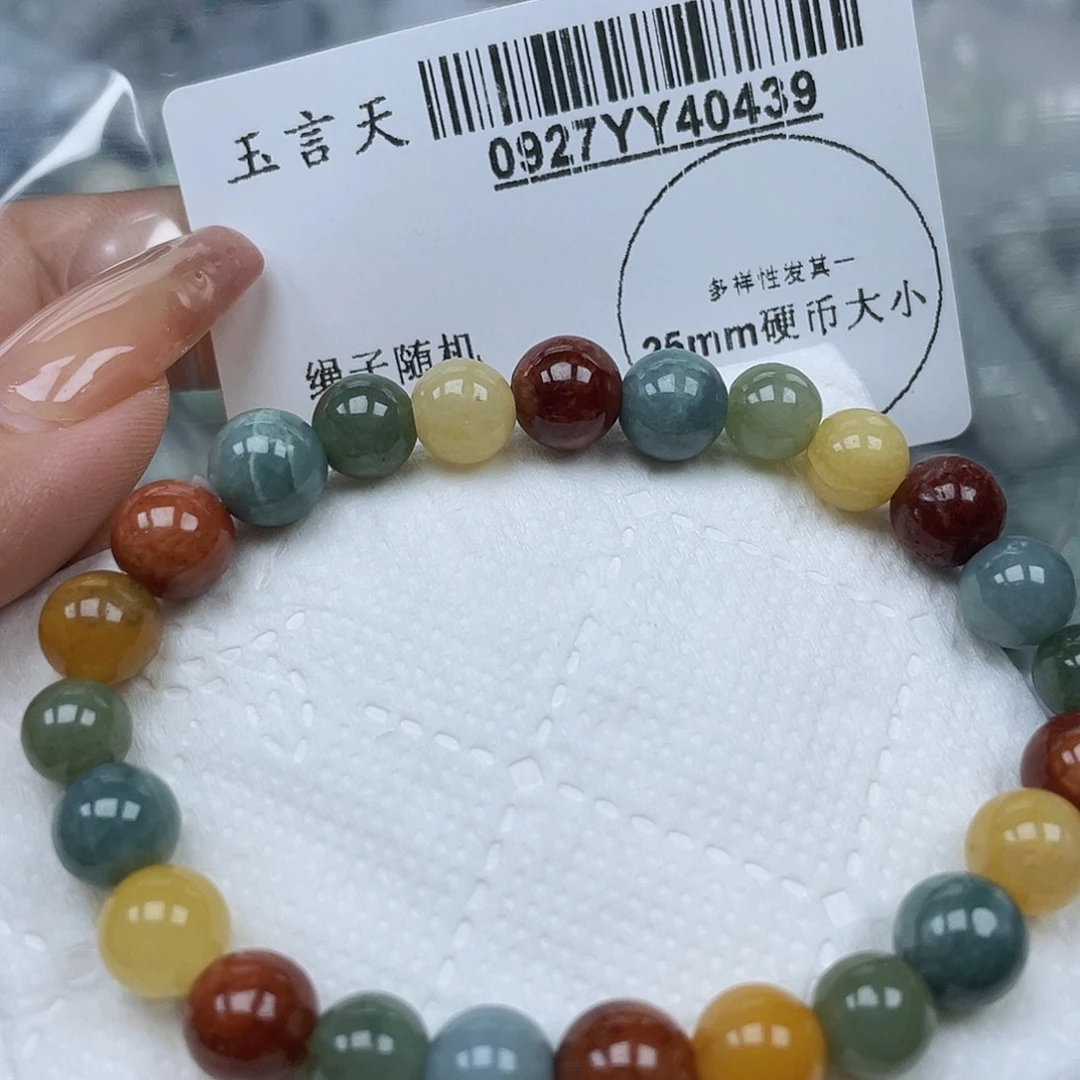 玉言天
0927YY40439
多样性发其一
25mm硬币大小
绳子随机